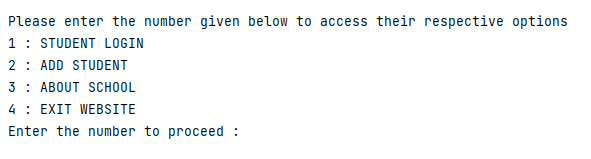 Please enter the number given below to access their respective options
1 : STUDENT LOGIN
2 : ADD STUDENT
3 : ABOUT SCHOOL
4 : EXIT WEBSITE
Enter the number to proceed :